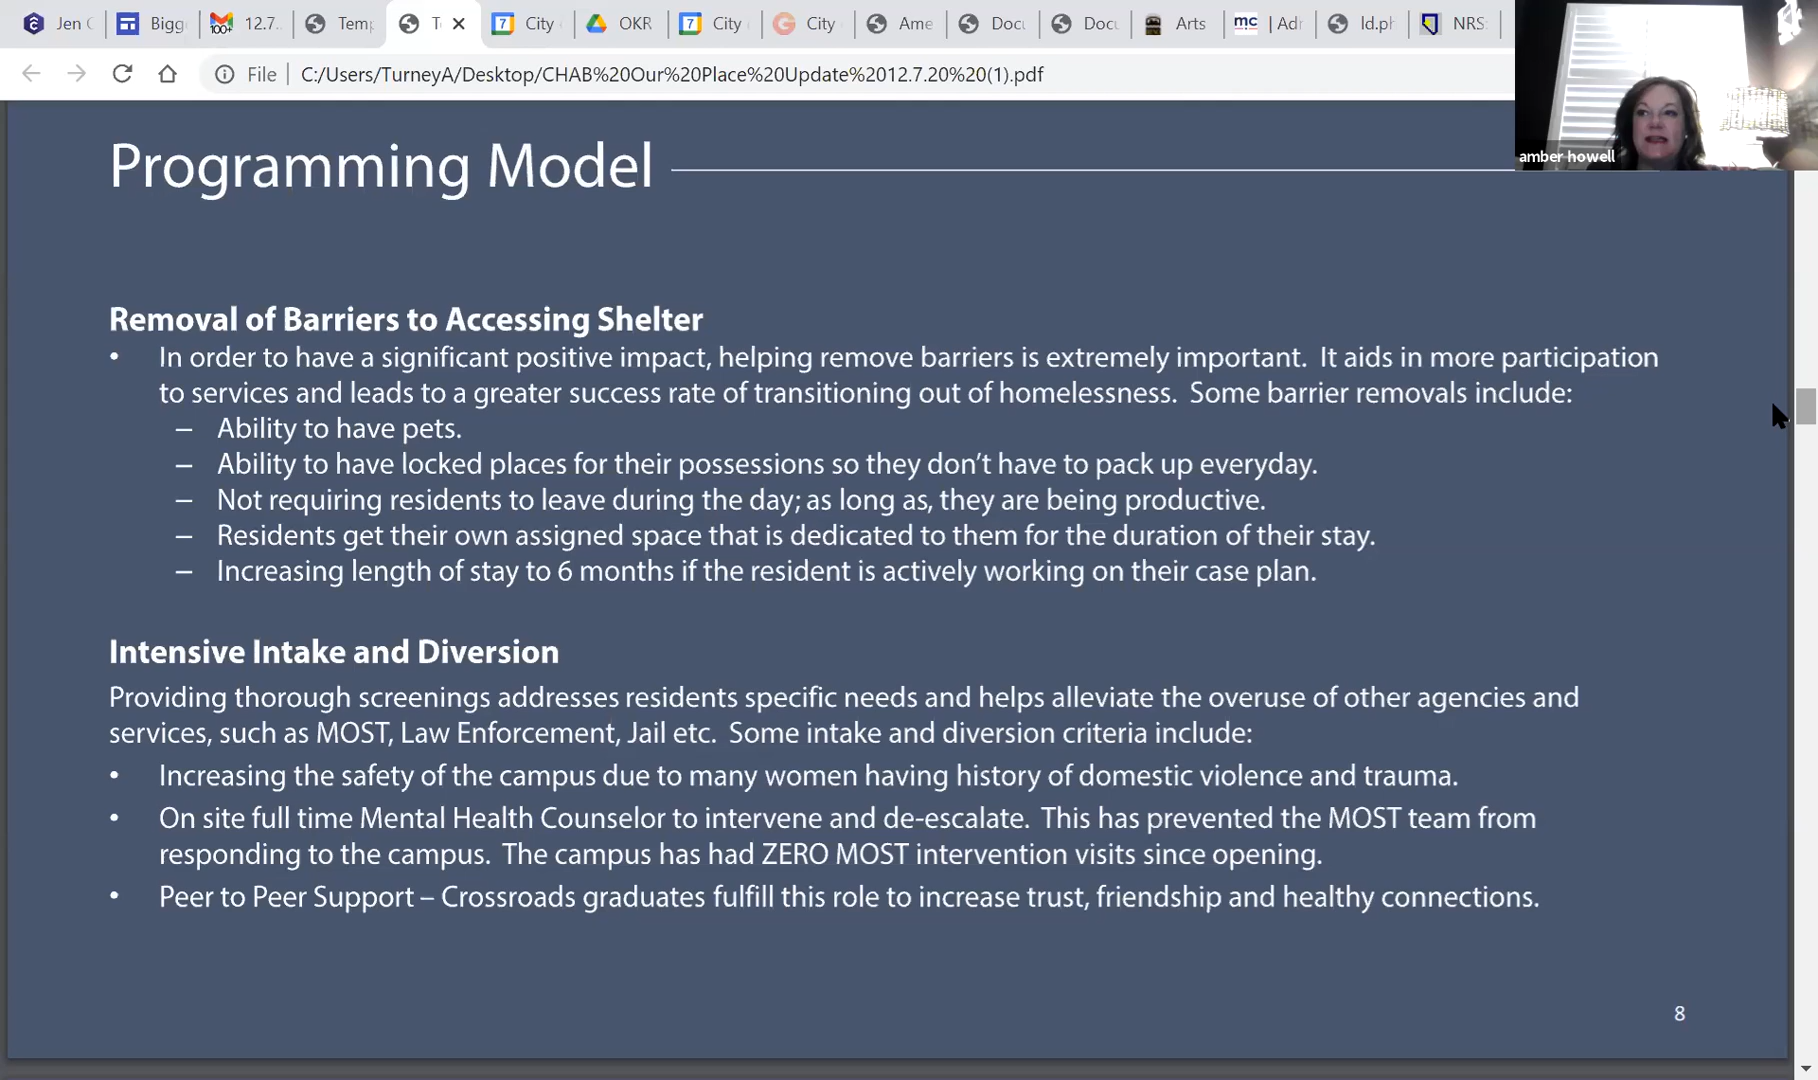 Jen
Bigg
100+
12.7.
Temp
T
7
City
OKR
7
City
City
Ame
Docu
Docu
Arts
mc
| Adr
ld.ph
NRS
File
C:/Users/TurneyA/Desktop/CHAB%20Our%20Place%20Update%2012.7.20%20(1).pdf
amber howell
Programming Model
Removal of Barriers to Accessing Shelter
• In order to have a significant positive impact, helping remove barriers is extremely important. It aids in more participation
to services and leads to a greater success rate of transitioning out of homelessness. Some barrier removals include:
– Ability to have pets.
– Ability to have locked places for their possessions so they don’t have to pack up everyday.
– Not requiring residents to leave during the day; as long as, they are being productive.
– Residents get their own assigned space that is dedicated to them for the duration of their stay.
– Increasing length of stay to 6 months if the resident is actively working on their case plan.
Intensive Intake and Diversion
Providing thorough screenings addresses residents specific needs and helps alleviate the overuse of other agencies and
services, such as MOST, Law Enforcement, Jail etc. Some intake and diversion criteria include:
• Increasing the safety of the campus due to many women having history of domestic violence and trauma.
• On site full time Mental Health Counselor to intervene and de-escalate. This has prevented the MOST team from
responding to the campus. The campus has had ZERO MOST intervention visits since opening.
• Peer to Peer Support – Crossroads graduates fulfill this role to increase trust, friendship and healthy connections.
8